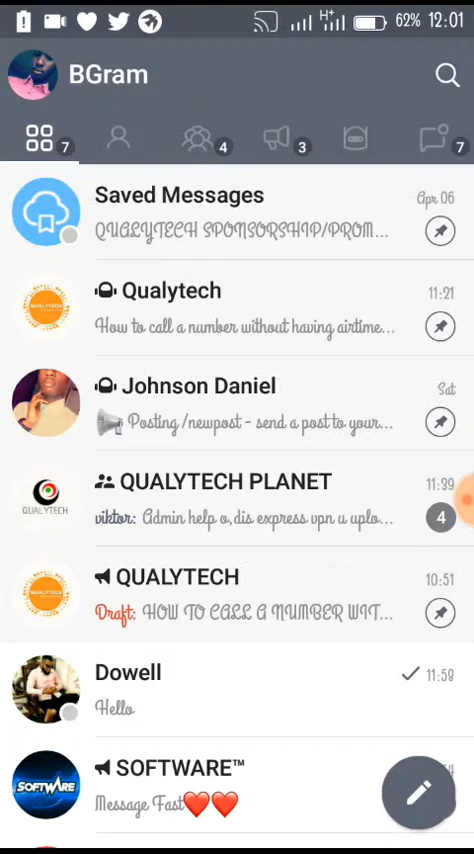 62% 12:01
BGram
7 4 3 7
Saved Messages Apr 06
QUALYTECH SPONSORSHIP/PROM...
Qualytech 11:21
How to call a number without having airtime...
Johnson Daniel Sat
Posting /newpost - send a post to your...
QUALYTECH
QUALYTECH PLANET 11:39
viktor: Admin help o,dis express vpn u uplo... 4
QUALYTECH 10:51
Draft: HOW TO CALL A NUMBER WIT...
Dowell 11:59
Hello
SOFTWARE
SOFTWARE™
Message Fast❤️❤️